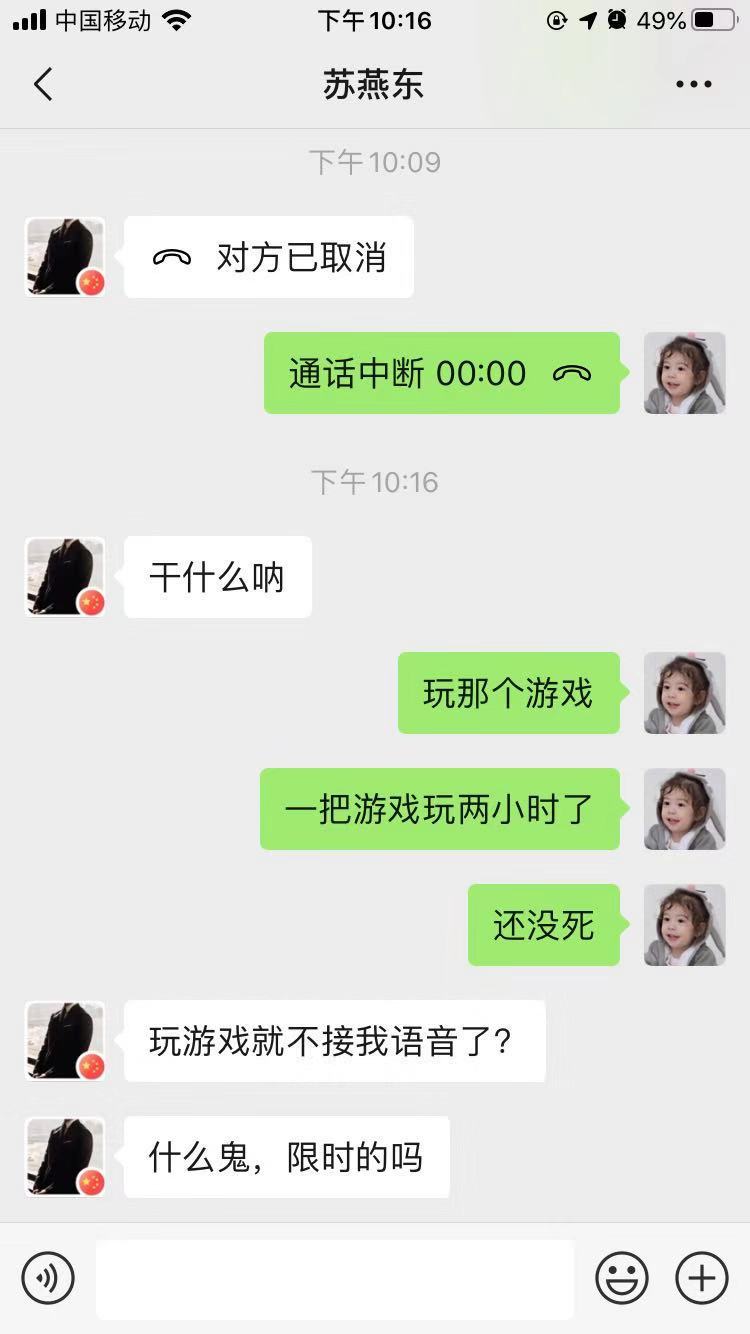 中国移动 下午10:16 49%
苏燕东
下午10:09
对方已取消
通话中断 00:00
下午10:16
干什么呐
玩那个游戏
一把游戏玩两小时了
还没死
玩游戏就不接我语音了?
什么鬼，限时的吗